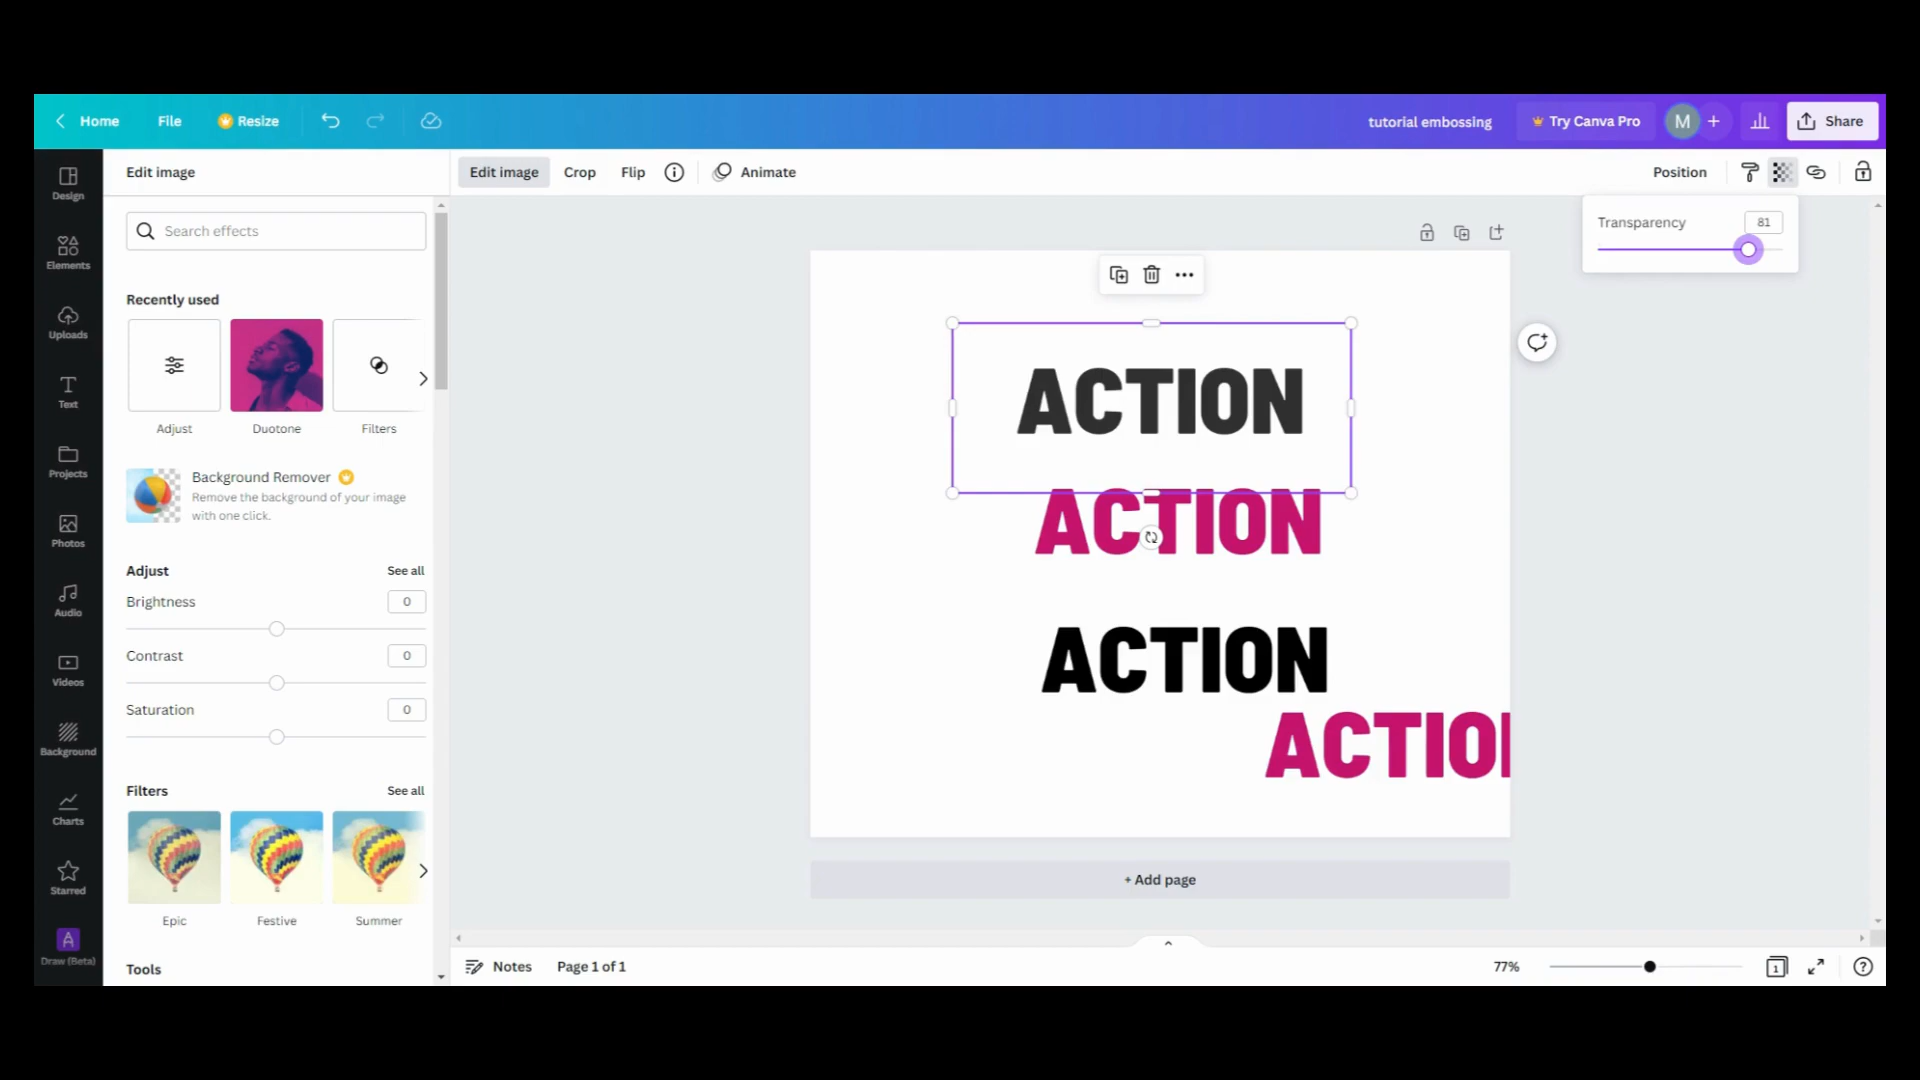 Home File Resize tutorial embossing Try Canva Pro M + Share
Edit image Edit image Crop Flip Animate Position
Design
Elements
Uploads
Text
Projects
Photos
Audio
Videos
Background
Charts
Starred
Draw (Beta)
Search effects
Recently used
Adjust Duotone Filters
Background Remover
Remove the background of your image
with one click.
Adjust See all
Brightness 0
Contrast 0
Saturation 0
Filters See all
Epic Festive Summer
Tools
Transparency 81
ACTION
ACTION
ACTION
ACTIO
+ Add page
Notes Page 1 of 1 77% 1